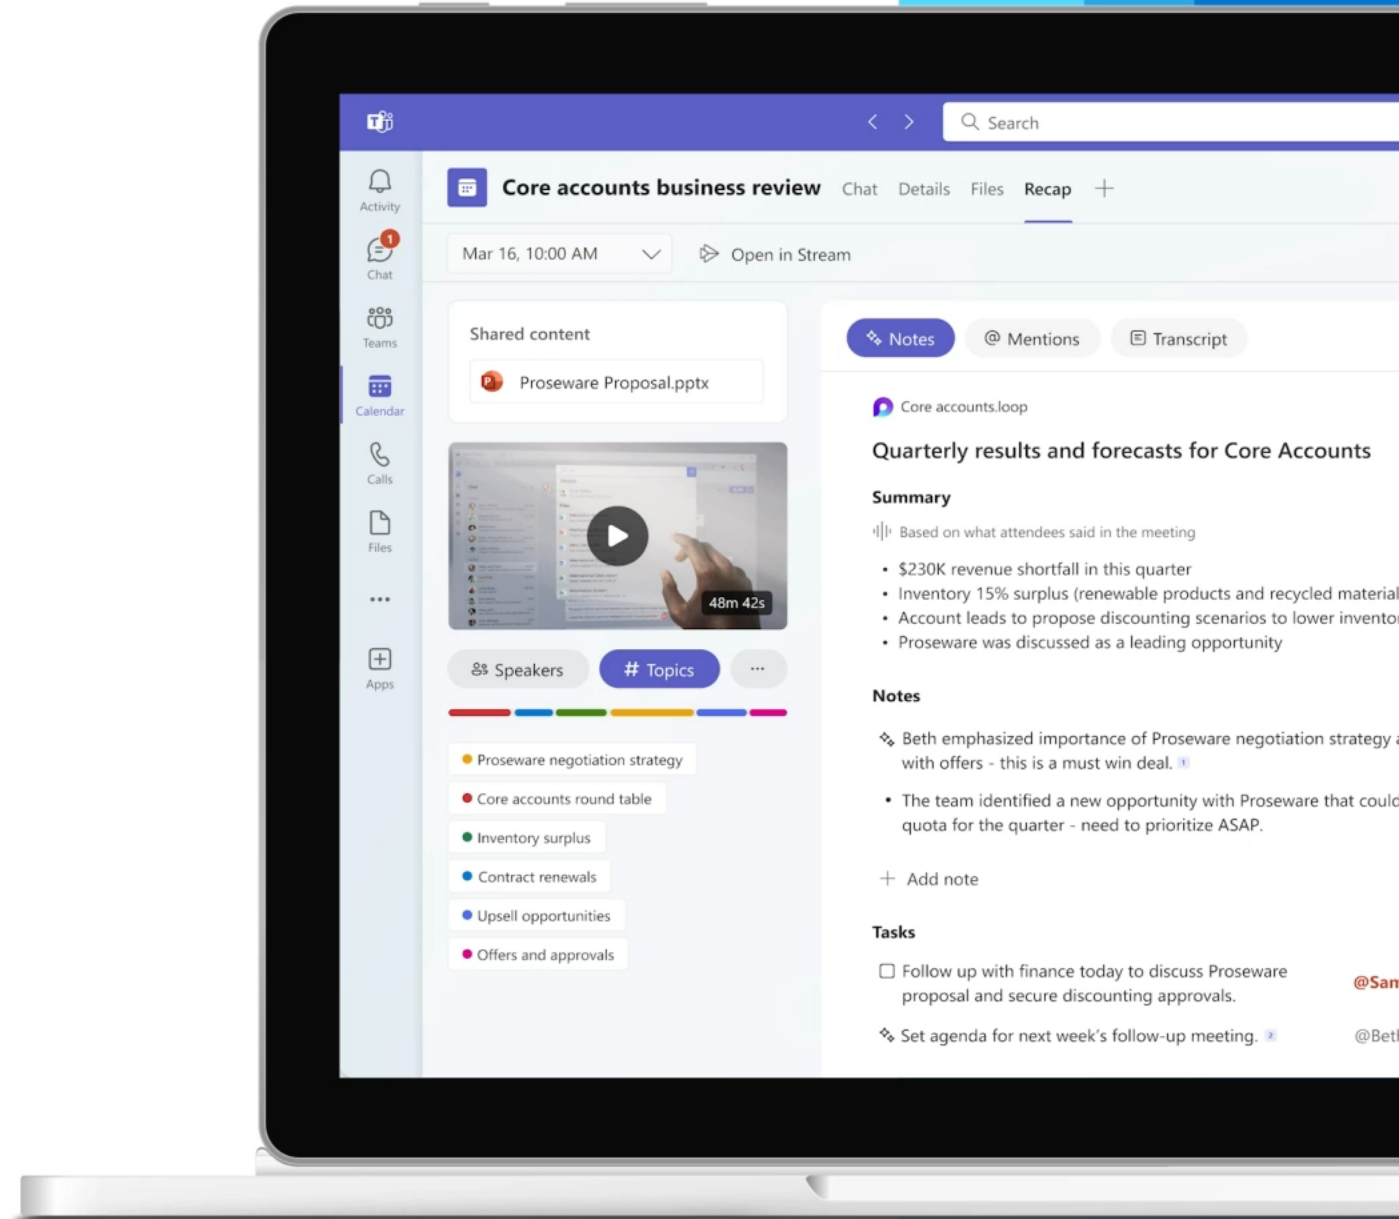 Search
Activity
1
Chat
Teams
Calendar
Calls
Files
Apps
Core accounts business review
Chat
Details
Files
Recap
Mar 16, 10:00 AM
Open in Stream
Shared content
Proseware Proposal.pptx
48m 42s
Speakers
# Topics
Proseware negotiation strategy
Core accounts round table
Inventory surplus
Contract renewals
Upsell opportunities
Offers and approvals
Notes
@ Mentions
Transcript
Core accounts.loop
Quarterly results and forecasts for Core Accounts
Summary
Based on what attendees said in the meeting
• $230K revenue shortfall in this quarter
• Inventory 15% surplus (renewable products and recycled material
• Account leads to propose discounting scenarios to lower invento
• Proseware was discussed as a leading opportunity
Notes
Beth emphasized importance of Proseware negotiation strategy a
with offers - this is a must win deal. 1
• The team identified a new opportunity with Proseware that could
quota for the quarter - need to prioritize ASAP.
+ Add note
Tasks
Follow up with finance today to discuss Proseware
proposal and secure discounting approvals.
@Sam
Set agenda for next week's follow-up meeting. 2
@Beth